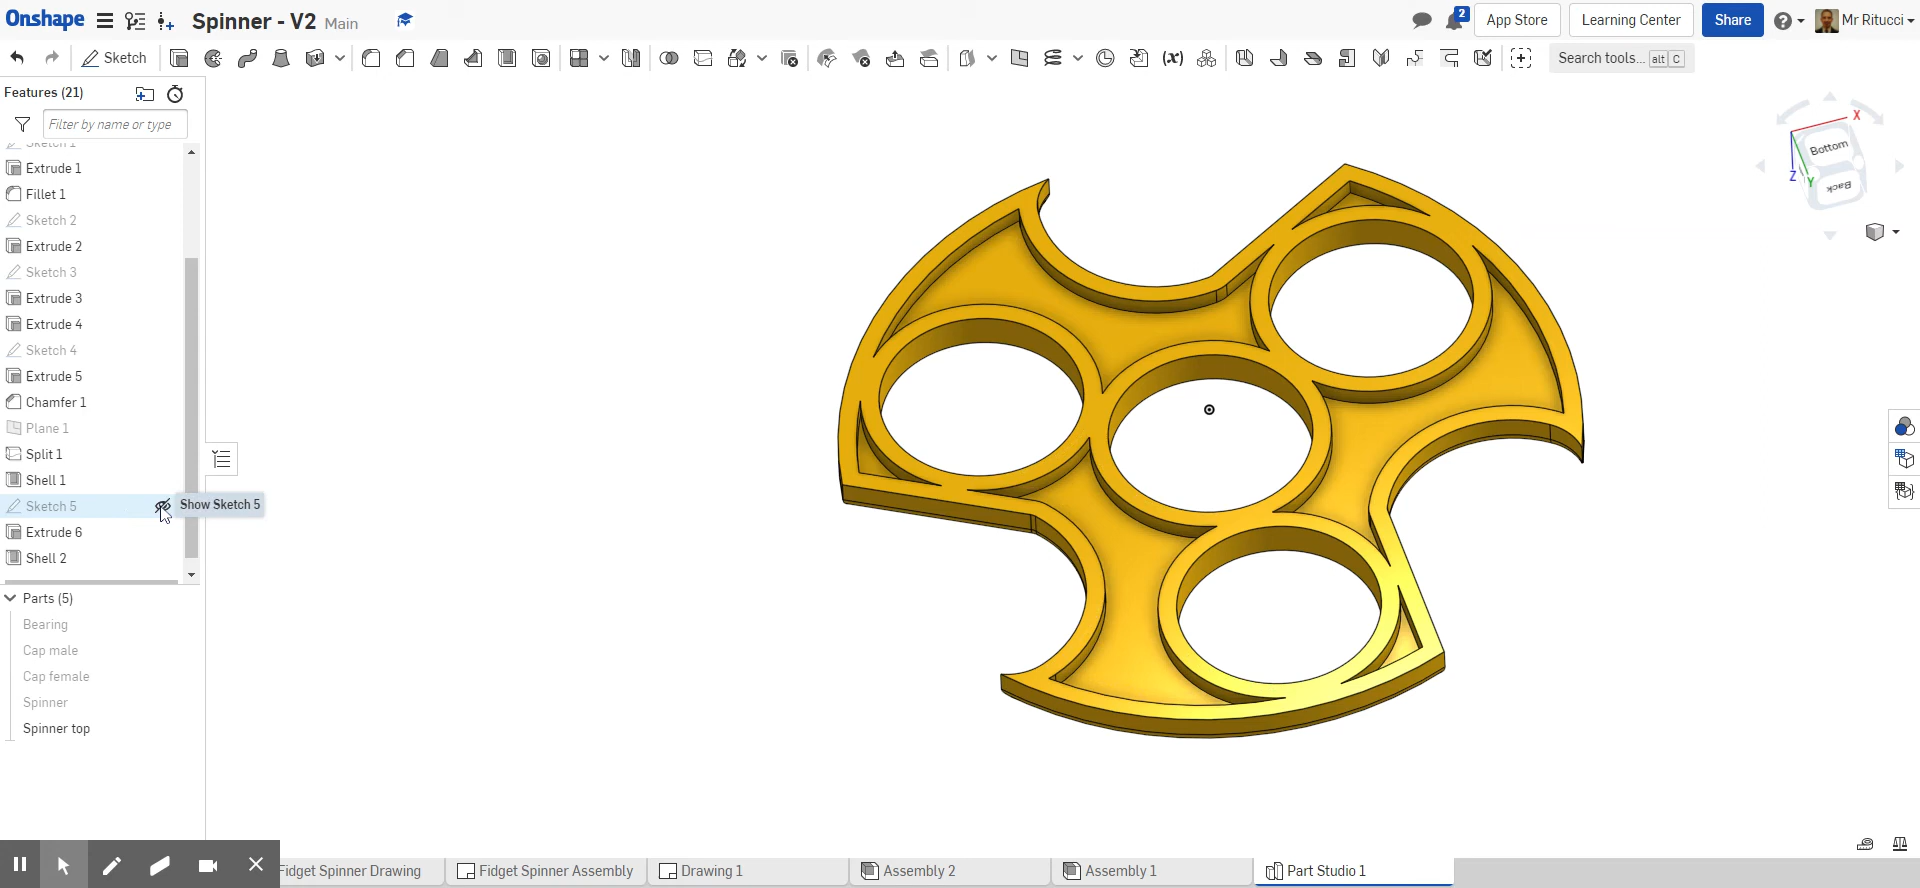 Onshape Spinner - V2 Main 2 App Store Learning Center Share Mr Ritucci
Sketch (x) Search tools... alt C
Features (21)
Filter by name or type
Sketch 1
Extrude 1
Fillet 1
Sketch 2
Extrude 2
Sketch 3
Extrude 3
Extrude 4
Sketch 4
Extrude 5
Chamfer 1
Plane 1
Split 1
Shell 1
Sketch 5 Show Sketch 5
Extrude 6
Shell 2
Parts (5)
Bearing
Cap male
Cap female
Spinner
Spinner top
X
Bottom
Z Y Back
Fidget Spinner Drawing Fidget Spinner Assembly Drawing 1 Assembly 2 Assembly 1 Part Studio 1